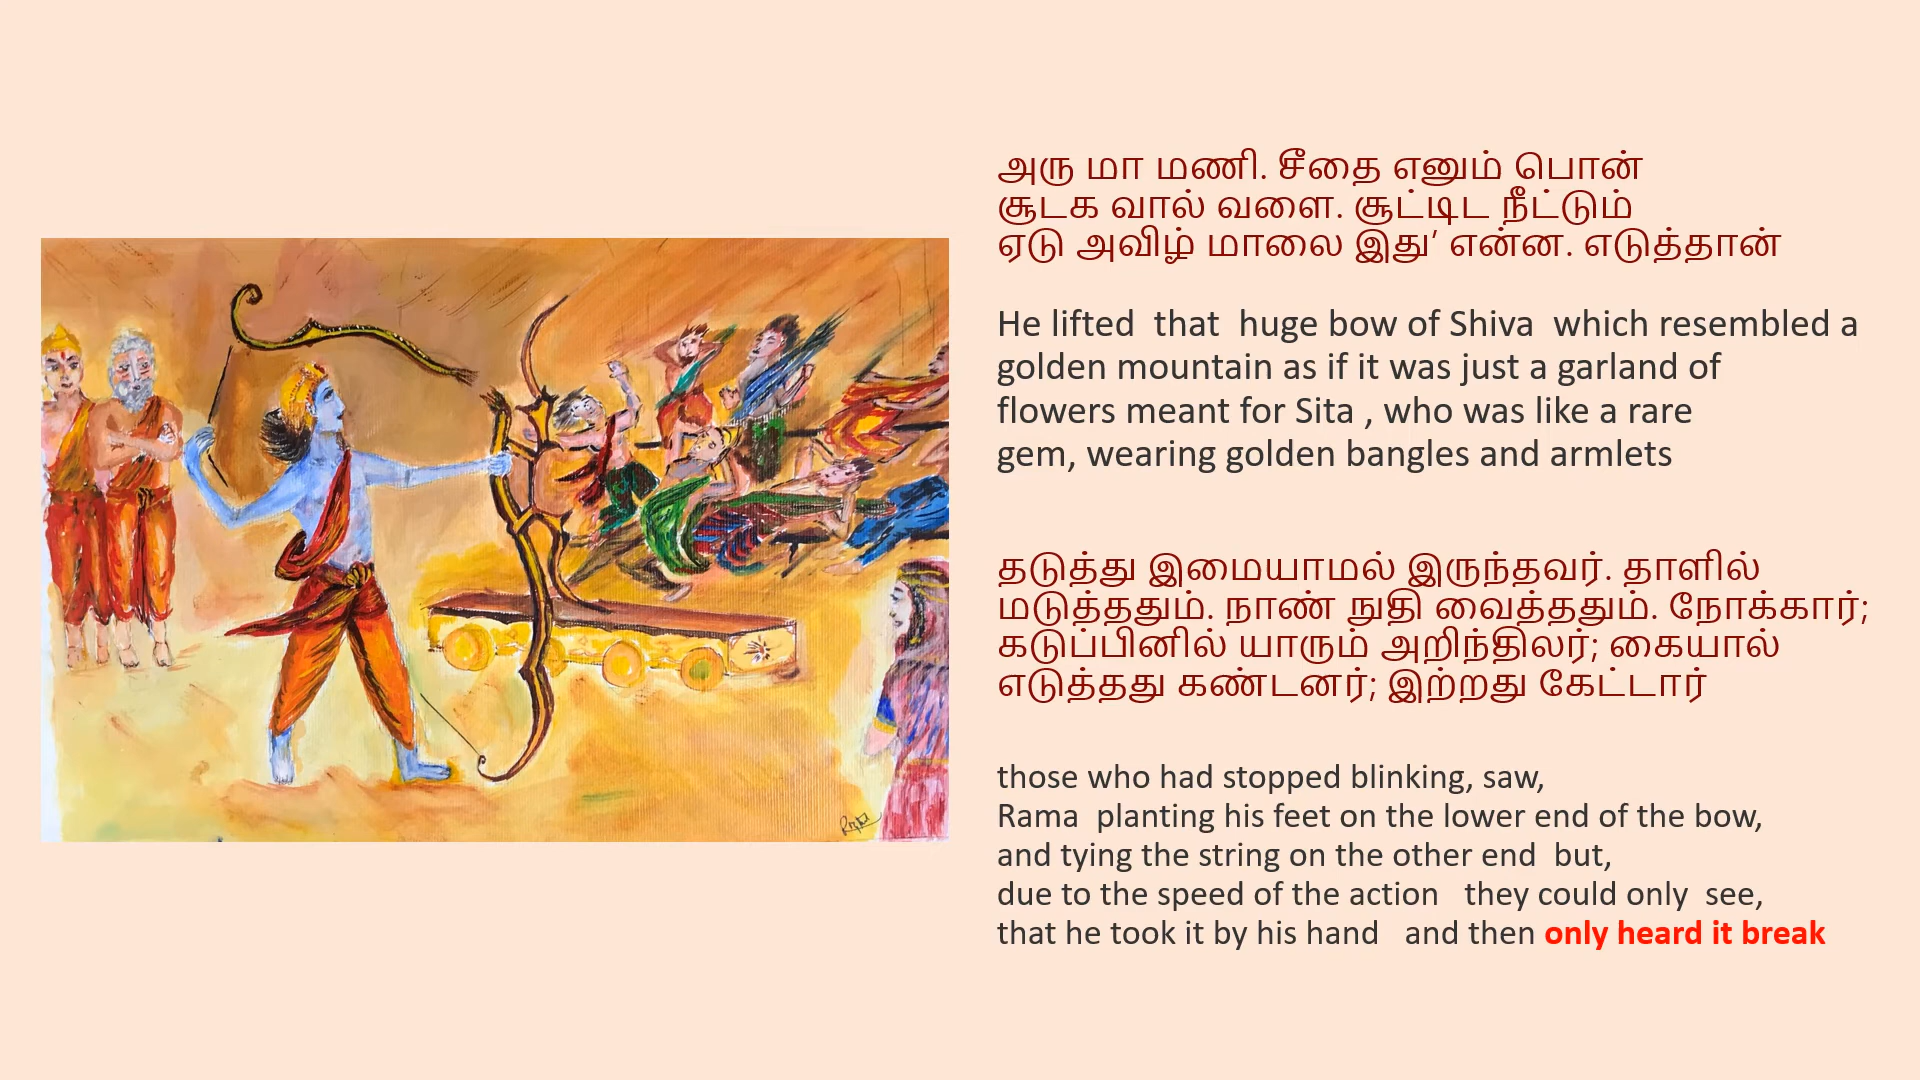 அரு மா மணி. சீதை எனும் பொன்
சூடக வால் வளை. சூட்டிட நீட்டும்
ஏடு அவிழ் மாலை இது’ என்ன. எடுத்தான்
He lifted  that  huge bow of Shiva  which resembled a
golden mountain as if it was just a garland of
flowers meant for Sita , who was like a rare
gem, wearing golden bangles and armlets
தடுத்து இமையாமல் இருந்தவர். தாளில்
மடுத்ததும். நாண் நுதி வைத்ததும். நோக்கார்;
கடுப்பினில் யாரும் அறிந்திலர்; கையால்
எடுத்தது கண்டனர்; இற்றது கேட்டார்
those who had stopped blinking, saw,
Rama  planting his feet on the lower end of the bow,
and tying the string on the other end  but,
due to the speed of the action   they could only  see,
that he took it by his hand   and then only heard it break